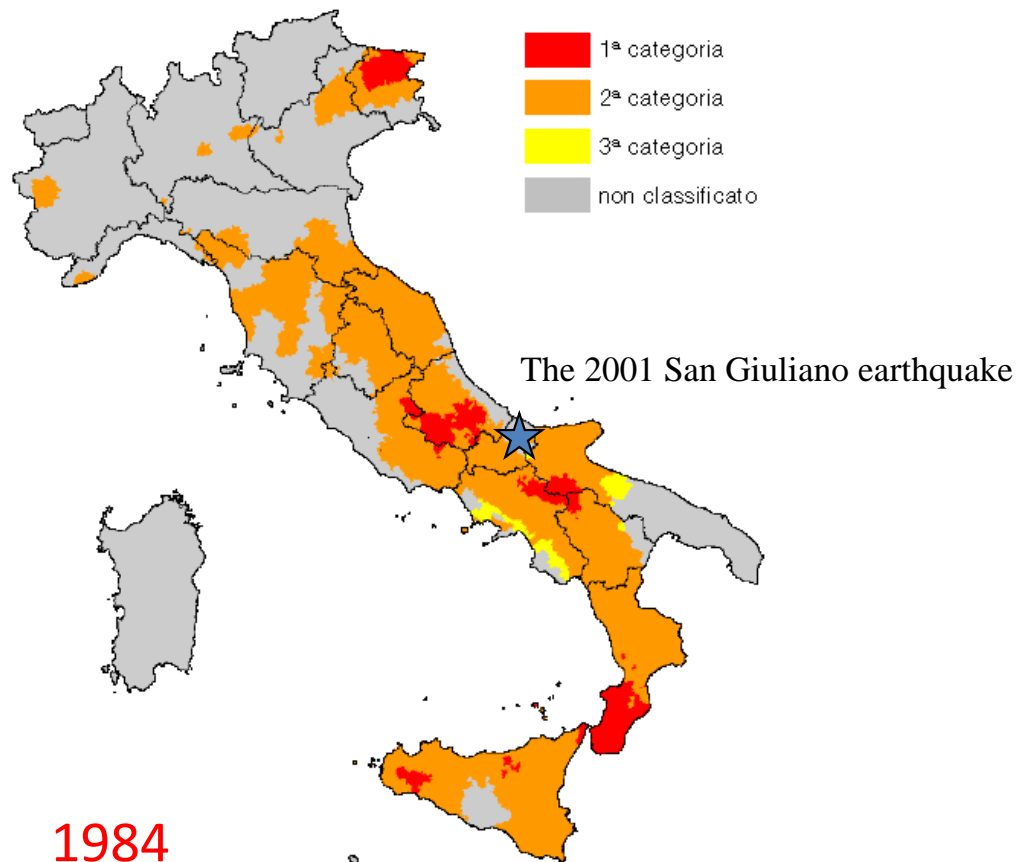 1ª categoria
2ª categoria
3ª categoria
non classificato
The 2001 San Giuliano earthquake
1984